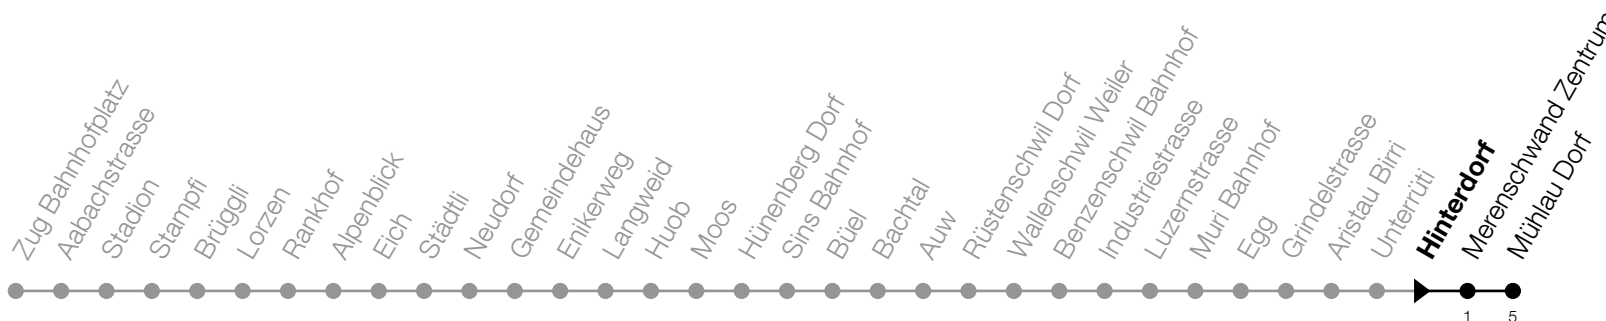 Zug Bahnhofplatz
Aabachstrasse
Stadion
Stampfi
Brüggli
Lorzen
Rankhof
Alpenblick
Eich
Städtli
Neudorf
Gemeindehaus
Enikerweg
Langweid
Huob
Moos
Hünenberg Dorf
Sins Bahnhof
Büel
Bachtal
Auw
Rüstenschwil Dorf
Wallenschwil Weiler
Benzenschwil Bahnhof
Industriestrasse
Luzernstrasse
Muri Bahnhof
Egg
Grindelstrasse
Aristau Birri
Unterrüti
Hinterdorf
Merenschwand Zentrum
Mühlau Dorf
1
5